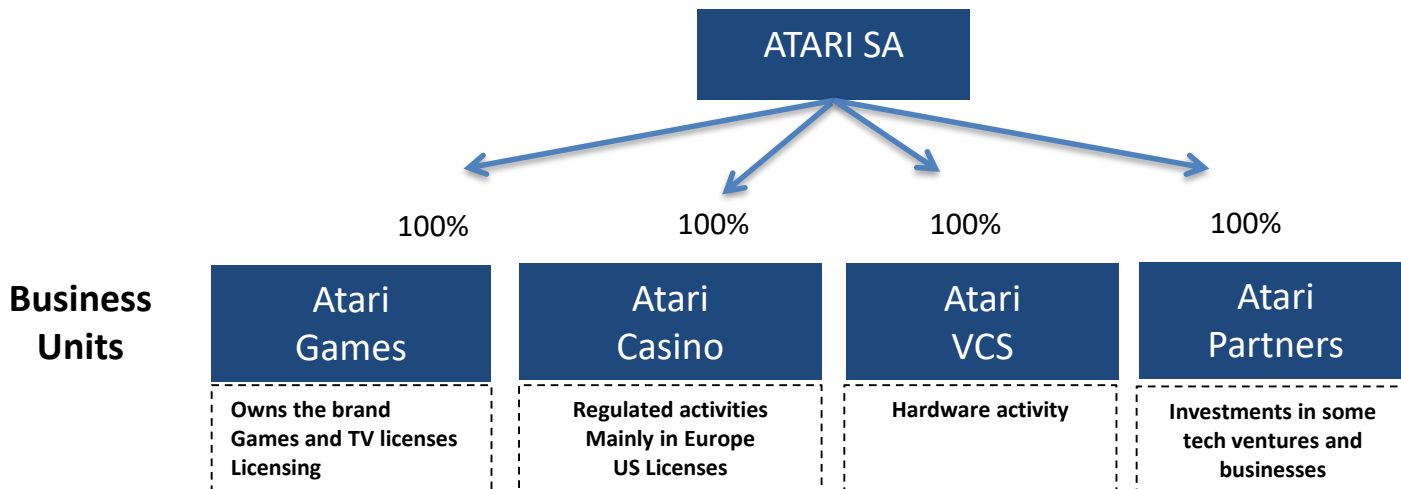 ATARI SA
100%
100%
100%
100%
Business
Units
Atari
Games
Atari
Casino
Atari
VCS
Atari
Partners
Owns the brand
Games and TV licenses
Licensing
Regulated activities
Mainly in Europe
US Licenses
Hardware activity
Investments in some
tech ventures and
businesses